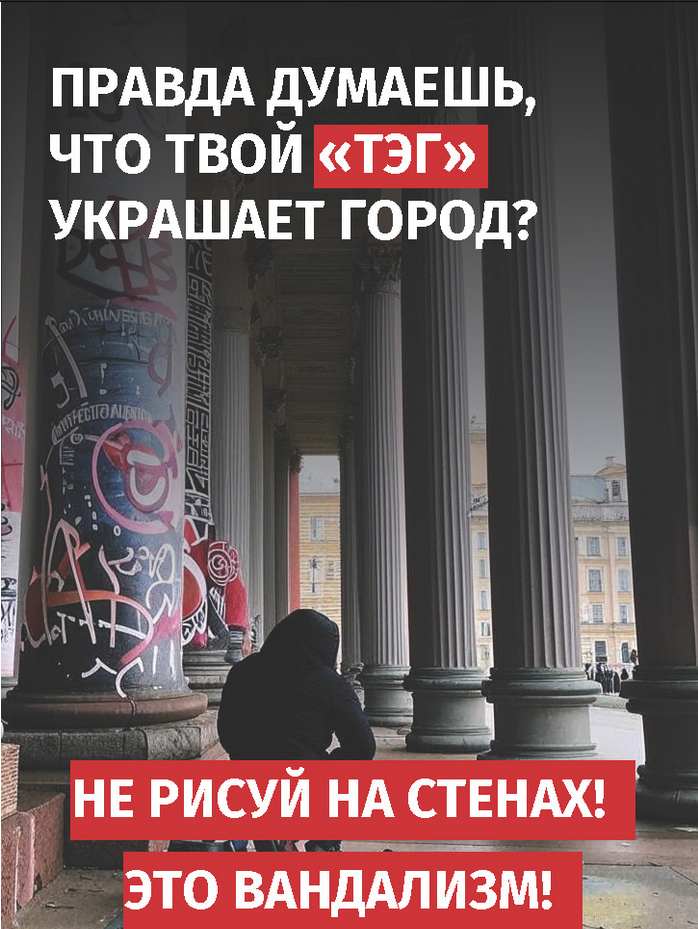 ПРАВДА ДУМАЕШЬ,
ЧТО ТВОЙ «ТЭГ»
УКРАШАЕТ ГОРОД?
НЕ РИСУЙ НА СТЕНАХ!
ЭТО ВАНДАЛИЗМ!